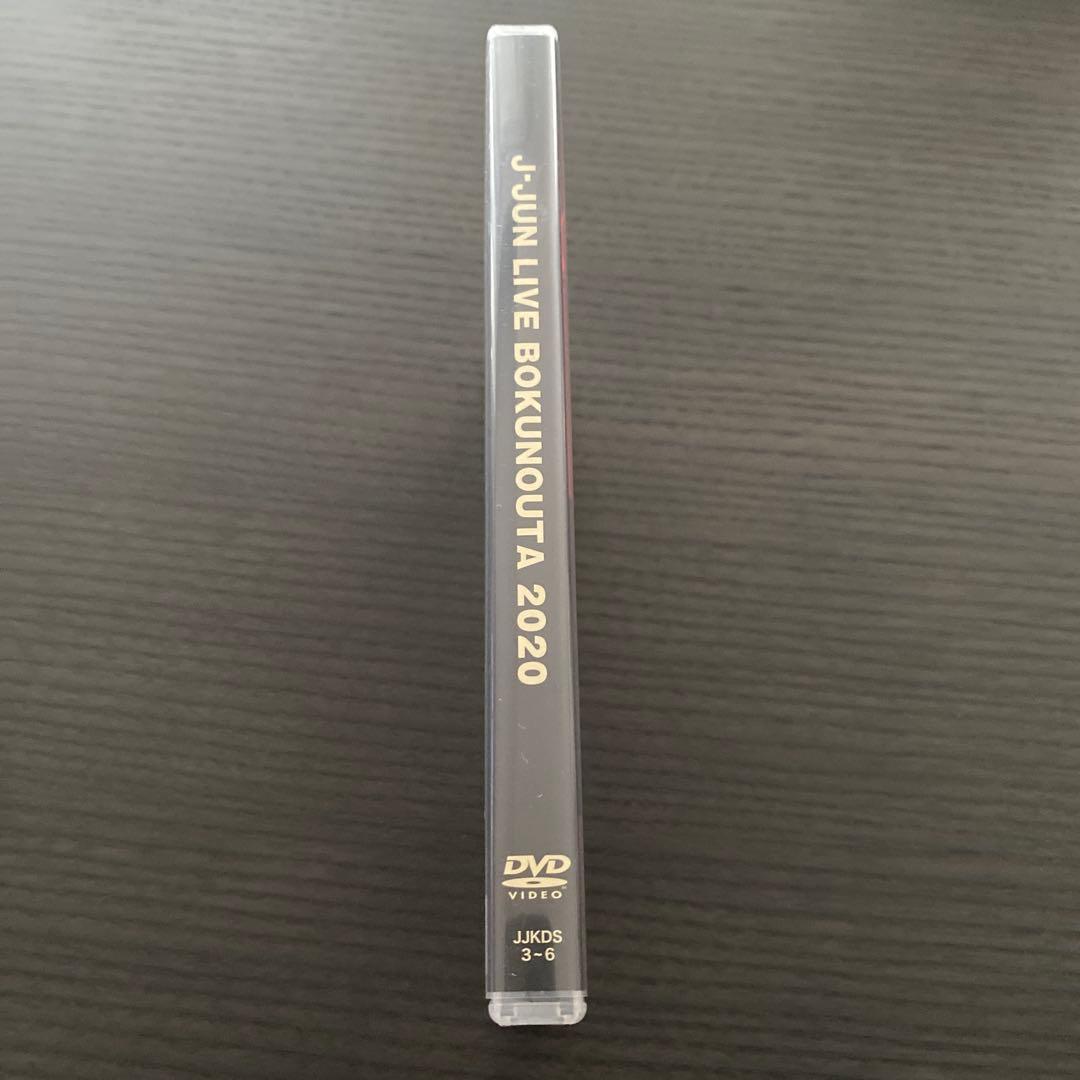 J-JUN LIVE BOKUNOUTA 2020
DVD
VIDEO
JJKDS
3~6